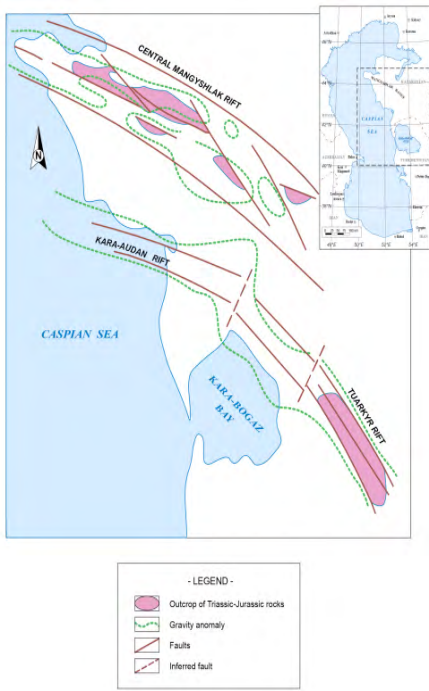 CENTRAL MANGYSHLAK RIFT
N
KARA-AUDAN RIFT
CASPIAN SEA
KARA-BOGAZ
BAY
TUARKYR RIFT
CASPIAN
SEA
- LEGEND -
Outcrop of Triassic-Jurassic rocks
Gravity anomaly
Faults
Inferred fault